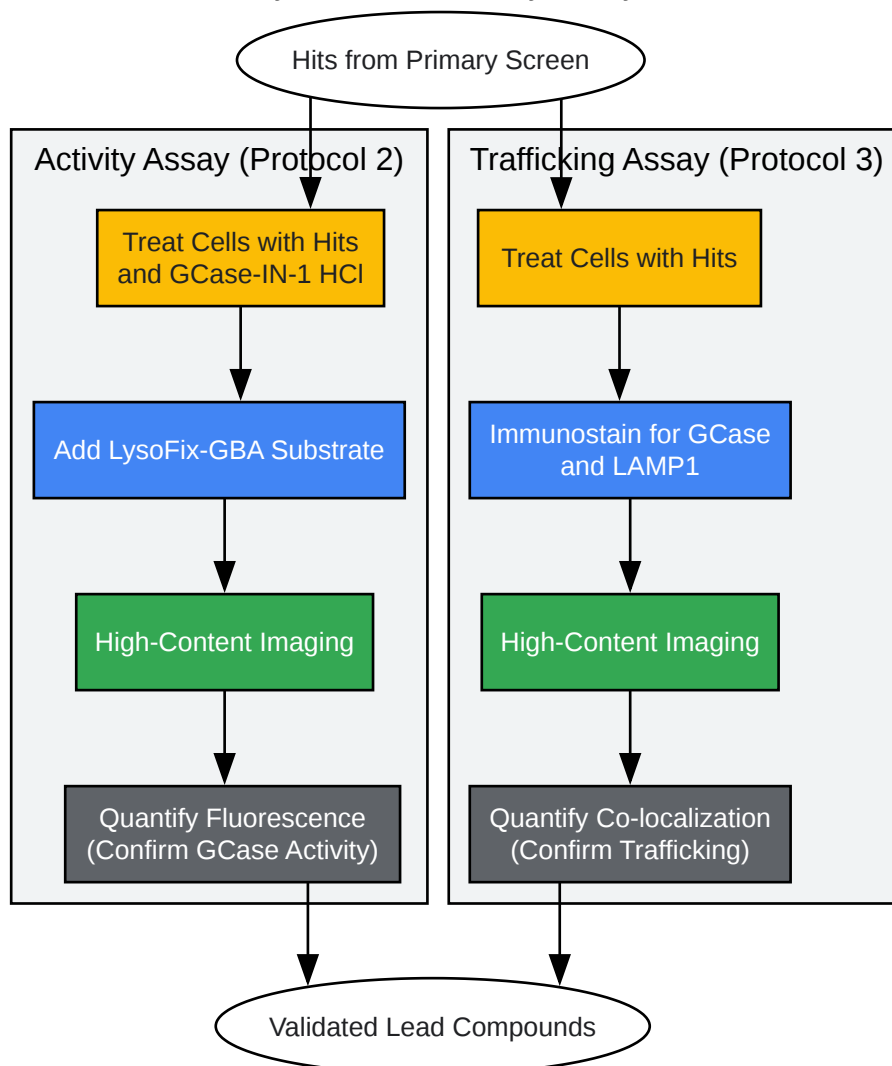 Hits from Primary Screen
Activity Assay (Protocol 2)
Treat Cells with Hits
and GCase-IN-1 HCl
Add LysoFix-GBA Substrate
High-Content Imaging
Quantify Fluorescence
(Confirm GCase Activity)
Trafficking Assay (Protocol 3)
Treat Cells with Hits
Immunostain for GCase
and LAMP1
High-Content Imaging
Quantify Co-localization
(Confirm Trafficking)
Validated Lead Compounds